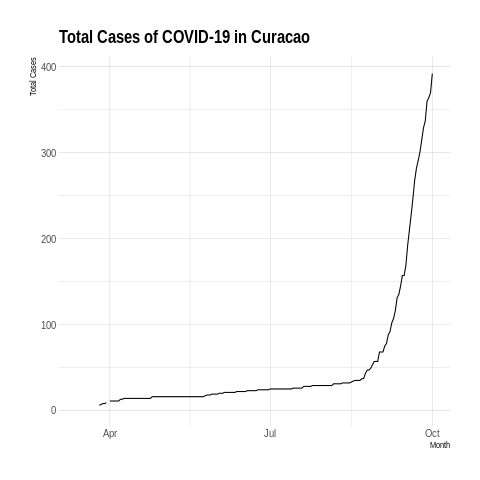 Total Cases of COVID-19 in Curacao
Total Cases
400
300
200
100
0
Apr
Jul
Oct
Month